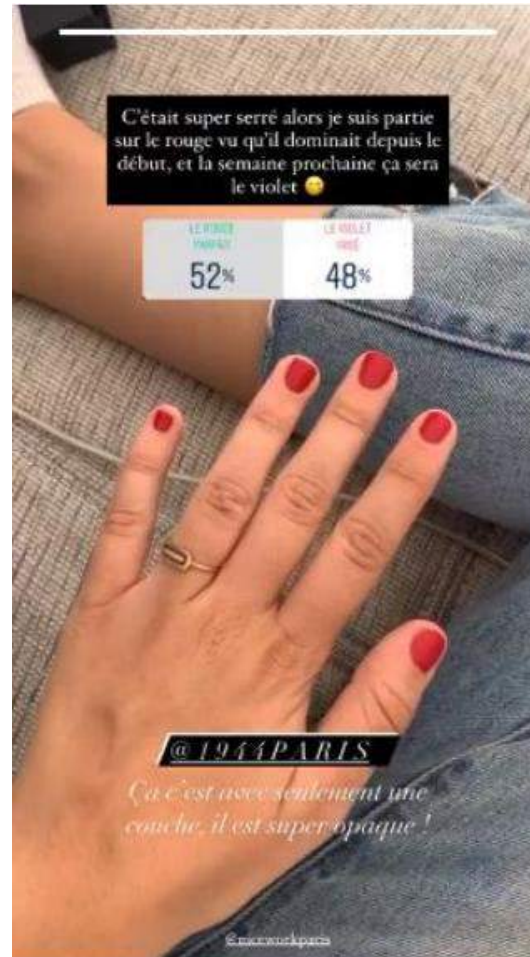 C'était super serré alors je suis partie
sur le rouge vu qu'il dominait depuis le
début, et la semaine prochaine ça sera
le violet 😋
LE ROUGE LE VIOLET
PARFAIT
52% 48%
@1944PARIS
Ça c'est avec seulement une
couche, il est super opaque !